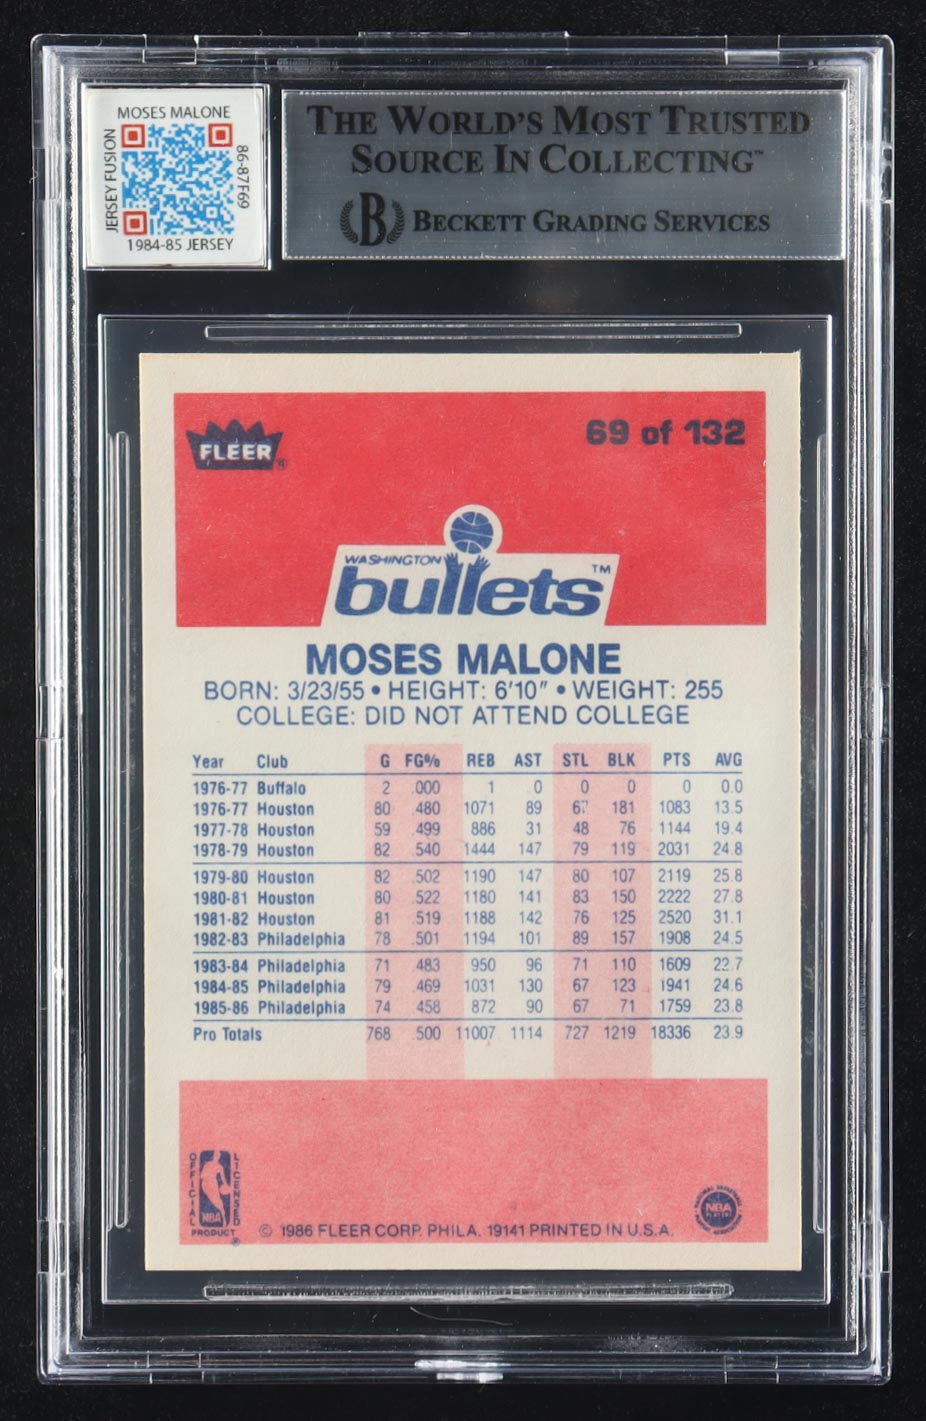 MOSES MALONE
JERSEY FUSION
86-87F69
1984-85 JERSEY
THE WORLD'S MOST TRUSTED
SOURCE IN COLLECTING™
B BECKETT GRADING SERVICES
FLEER®
69 of 132
WASHINGTON
bullets™
MOSES MALONE
BORN: 3/23/55 • HEIGHT: 6'10" • WEIGHT: 255
COLLEGE: DID NOT ATTEND COLLEGE
Year Club G FG% REB AST STL BLK PTS AVG
1976-77 Buffalo 2 .000 1 0 0 0 0 0.0
1976-77 Houston 80 .480 1071 89 67 181 1083 13.5
1977-78 Houston 59 .499 886 31 48 76 1144 19.4
1978-79 Houston 82 .540 1444 147 79 119 2031 24.8
1979-80 Houston 82 .502 1190 147 80 107 2119 25.8
1980-81 Houston 80 .522 1180 141 83 150 2222 27.8
1981-82 Houston 81 .519 1188 142 76 125 2520 31.1
1982-83 Philadelphia 78 .501 1194 101 89 157 1908 24.5
1983-84 Philadelphia 71 .483 950 96 71 110 1609 22.7
1984-85 Philadelphia 79 .469 1031 130 67 123 1941 24.6
1985-86 Philadelphia 74 .458 872 90 67 71 1759 23.8
Pro Totals 768 .500 11007 1114 727 1219 18336 23.9
OFFICIAL
LICENSED
NBA
PRODUCT®
© 1986 FLEER CORP. PHILA. 19141 PRINTED IN U.S.A.
NBA
PLAYERS